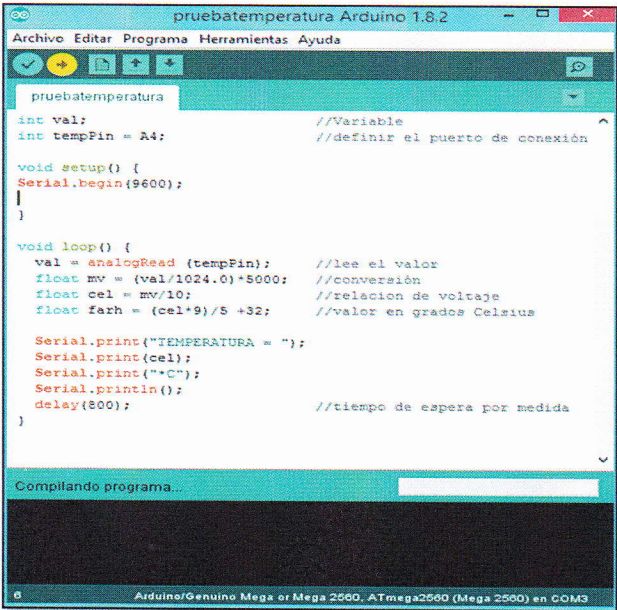 pruebatemperatura Arduino 1.8.2
Archivo Editar Programa Herramientas Ayuda
pruebatemperatura
int val; //Variable
int tempPin = A4; //definir el puerto de conexión
void setup() {
Serial.begin(9600);
}
void loop() {
val = analogRead (tempPin); //lee el valor
float mv = (val/1024.0)*5000; //conversión
float cel = mv/10; //relacion de voltaje
float farh = (cel*9)/5 +32; //valor en grados Celsius
Serial.print("TEMPERATURA = ");
Serial.print(cel);
Serial.print("*C");
Serial.println();
delay(800); //tiempo de espera por medida
}
Compilando programa...
6 Arduino/Genuino Mega or Mega 2560, ATmega2560 (Mega 2560) en COM3